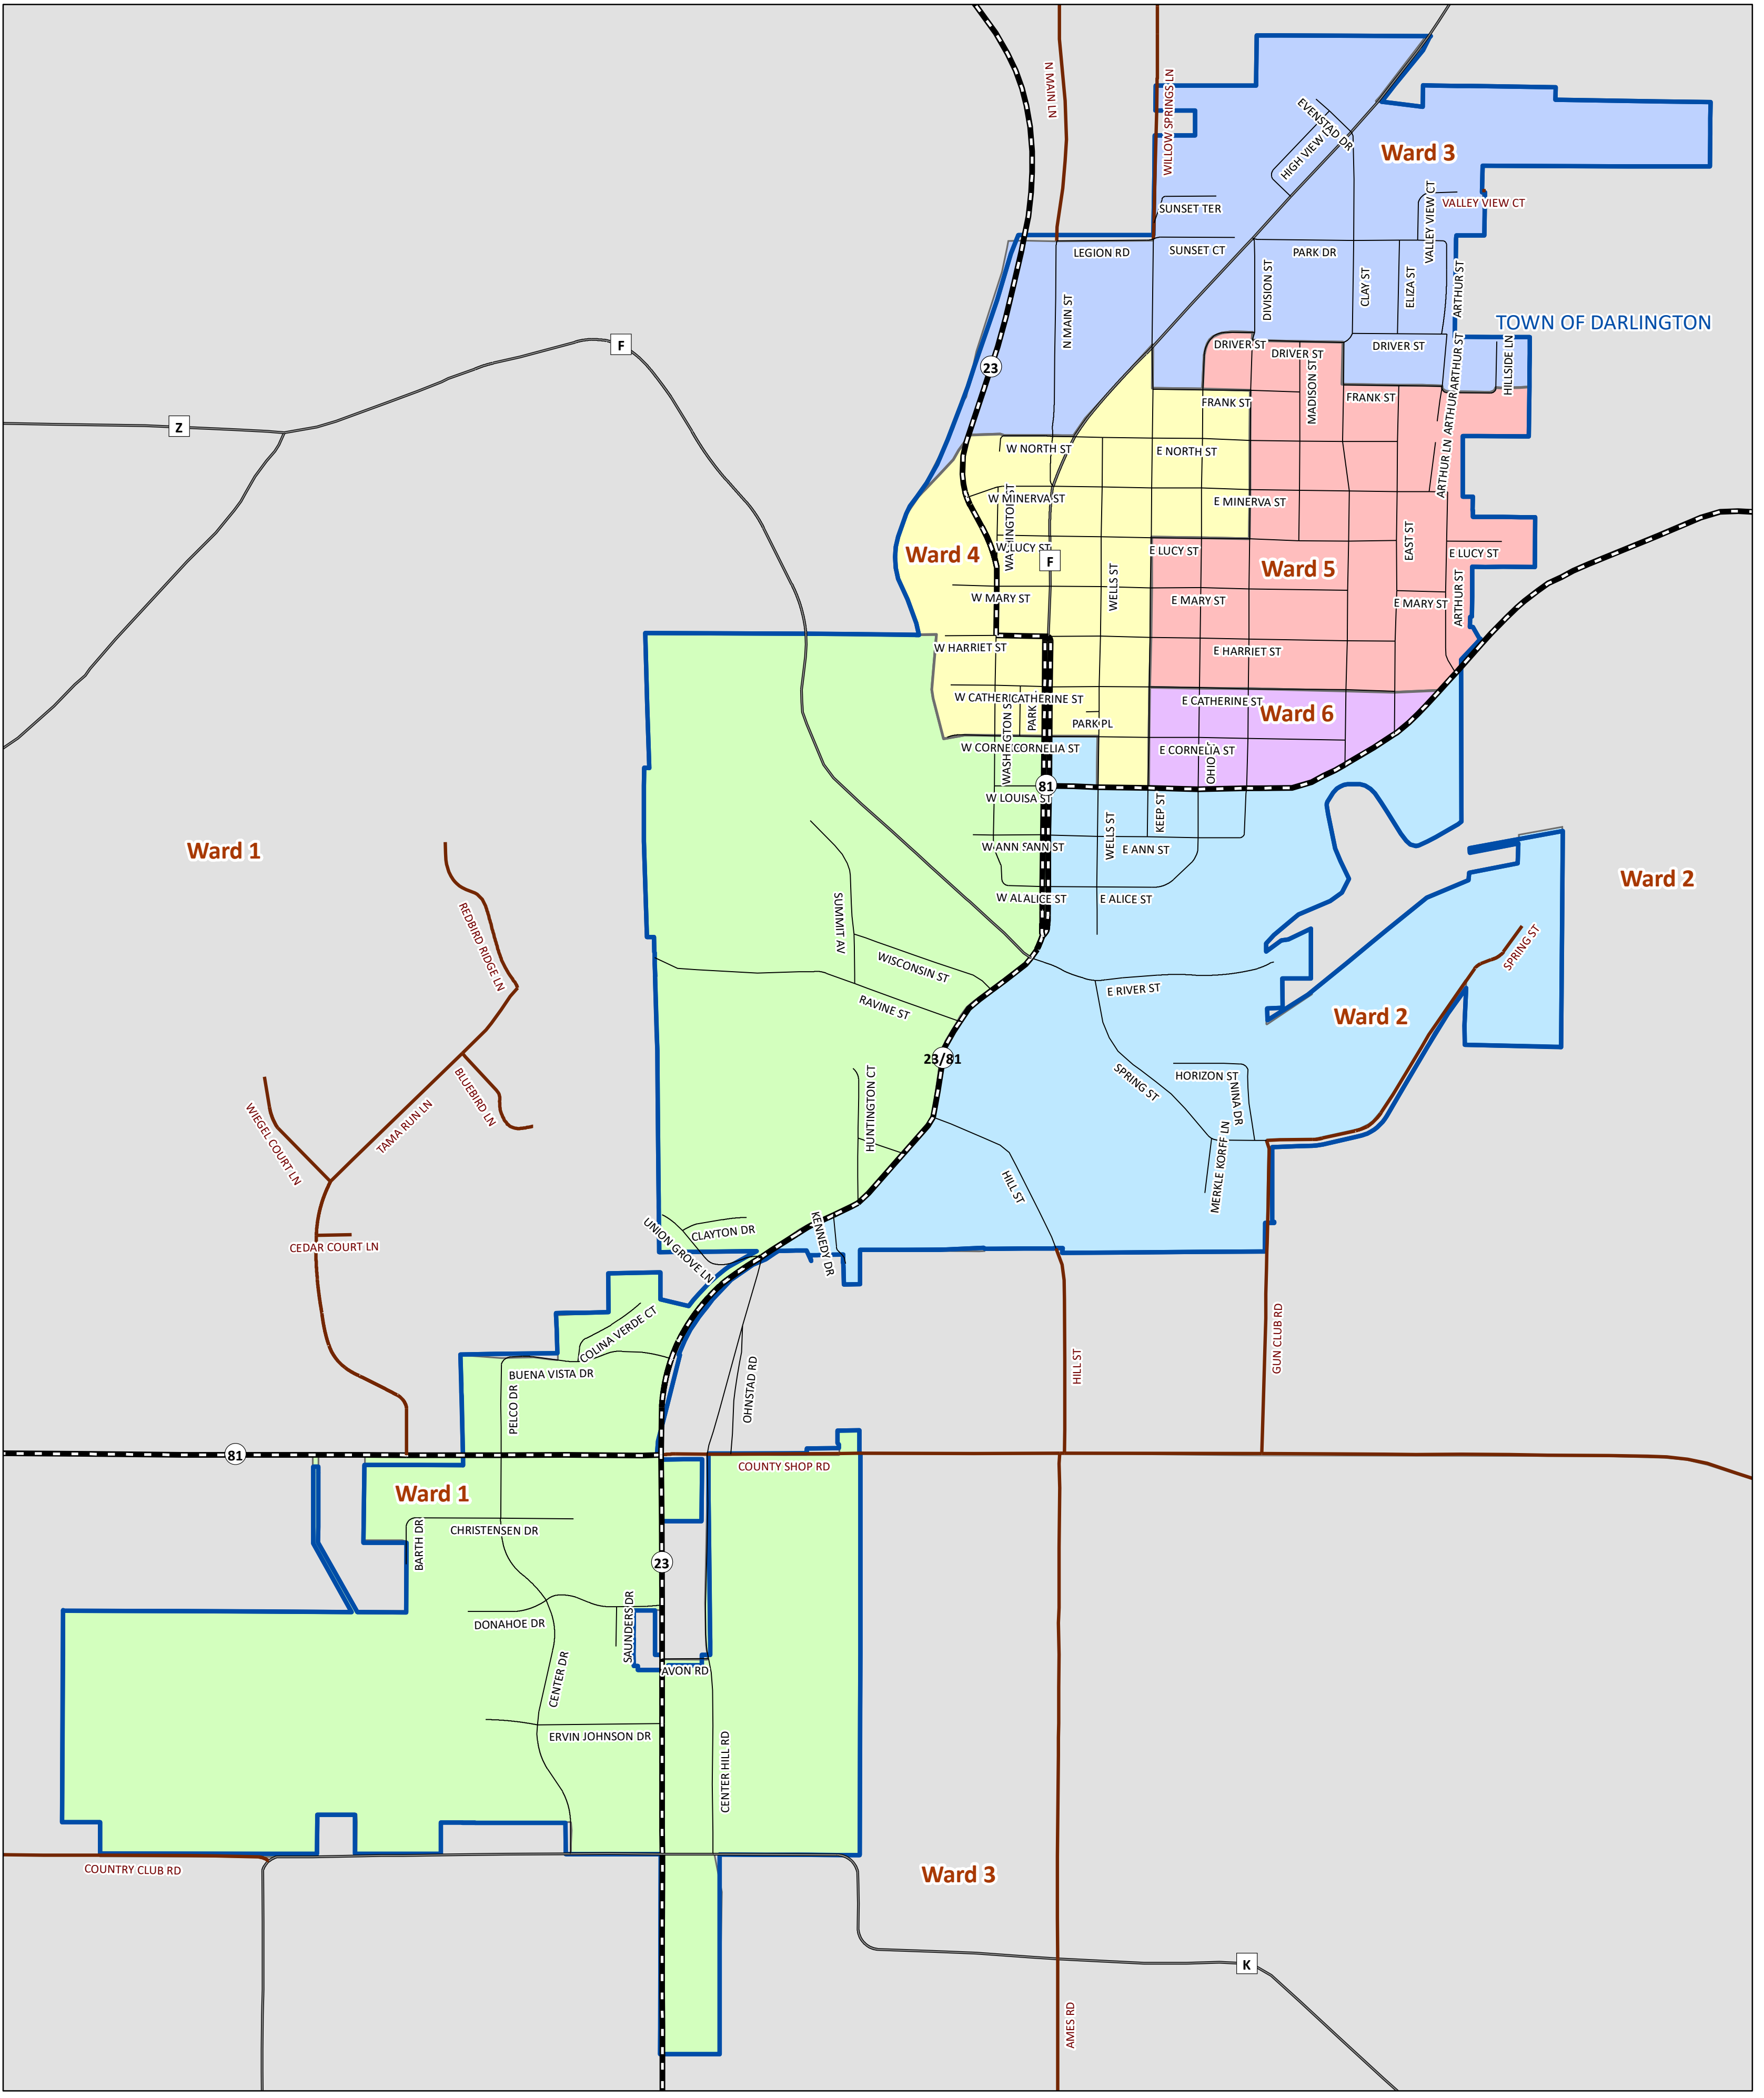 N MAIN LN
WILLOW SPRINGS LN
EVENSTAD DR
HIGH VIEW
Ward 3
VALLEY VIEW CT
VALLEY VIEW CT
SUNSET TER
LEGION RD
SUNSET CT
PARK DR
DIVISION ST
CLAY ST
ELIZA ST
ARTHUR ST
N MAIN ST
TOWN OF DARLINGTON
F
23
DRIVER ST
DRIVER ST
DRIVER ST
ARTHUR ST
HILLSIDE LN
MADISON ST
FRANK ST
FRANK ST
ARTHUR
Z
W NORTH ST
E NORTH ST
ARTHUR LN
W MINERVA ST
E MINERVA ST
WASHINGTON ST
W LUCY ST
E LUCY ST
EAST ST
E LUCY ST
Ward 4
F
Ward 5
WELLS ST
W MARY ST
E MARY ST
E MARY ST
ARTHUR ST
W HARRIET ST
E HARRIET ST
W CATHERI
CATHERINE ST
E CATHERINE ST
PARK
WASHINGTON S
PARK PL
Ward 6
W CORNE
CORNELIA ST
E CORNELIA ST
OHIO
81
W LOUISA ST
KEEP ST
WELLS ST
W ANN S
ANN ST
E ANN ST
Ward 1
Ward 2
W AL
ALICE ST
E ALICE ST
SUMMIT AV
REDBIRD RIDGE LN
WISCONSIN ST
SPRING ST
RAVINE ST
E RIVER ST
Ward 2
23/81
BLUEBIRD LN
SPRING ST
HORIZON ST
NINA DR
WIEGEL COURT LN
TAMA RUN LN
HUNTINGTON CT
MERKLE KORFF LN
HILL ST
CEDAR COURT LN
UNION GROVE LN
CLAYTON DR
KENNEDY DR
COLINA VERDE CT
BUENA VISTA DR
PELCO DR
OHNSTAD RD
HILL ST
GUN CLUB RD
81
COUNTY SHOP RD
Ward 1
BARTH DR
CHRISTENSEN DR
23
DONAHOE DR
SAUNDERS DR
CENTER DR
AVON RD
ERVIN JOHNSON DR
CENTER HILL RD
COUNTRY CLUB RD
Ward 3
K
AMES RD